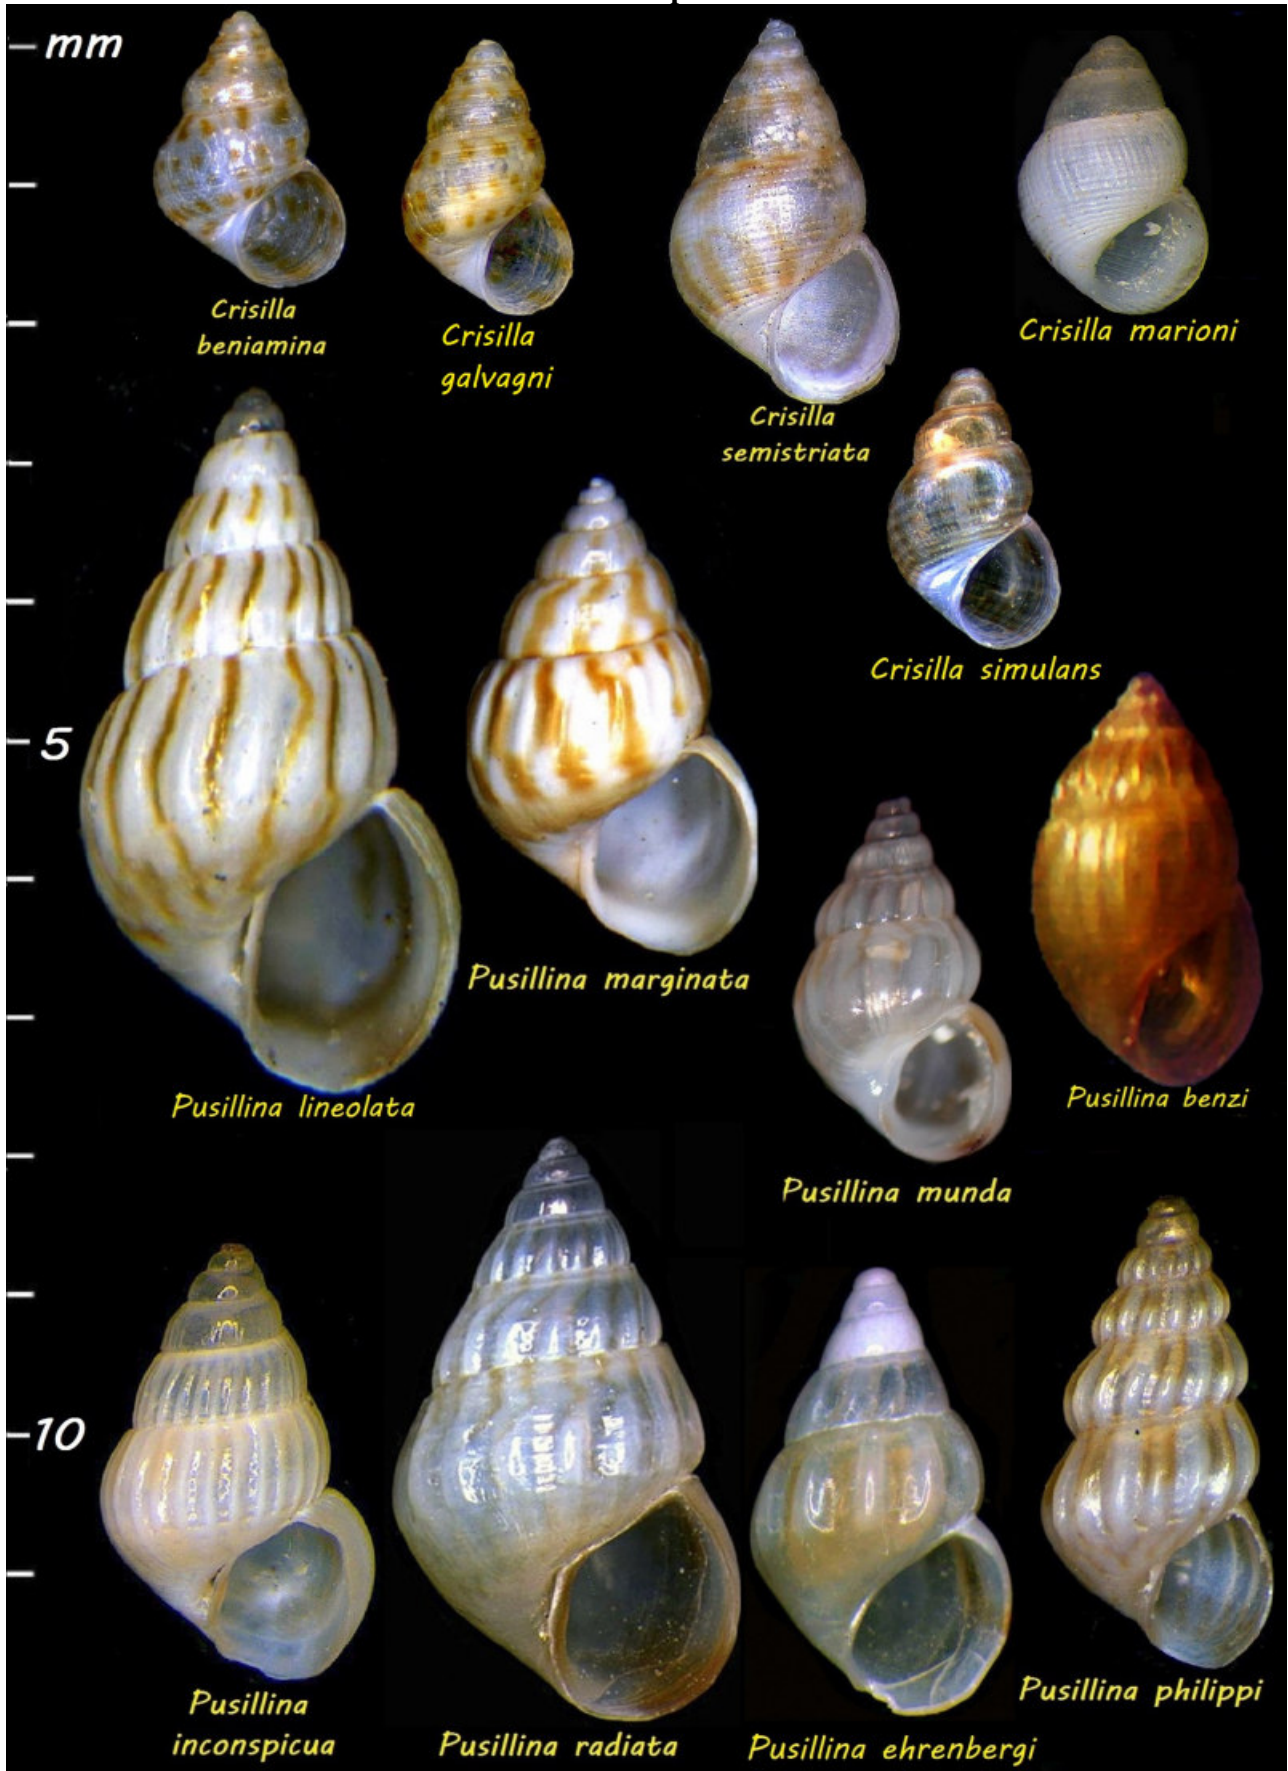 mm
Crisilla
beniamina
Crisilla
galvagni
Crisilla
semistriata
Crisilla marioni
Crisilla simulans
5
Pusillina marginata
Pusillina lineolata
Pusillina benzi
Pusillina munda
10
Pusillina
inconspicua
Pusillina radiata
Pusillina ehrenbergi
Pusillina philippi